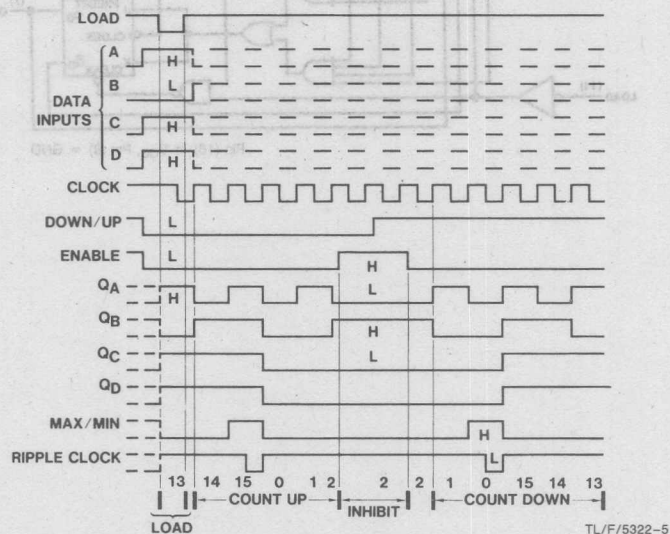 LOAD
A
H
B
L
DATA
INPUTS
C
H
D
H
CLOCK
DOWN/UP
L
ENABLE
L
H
QA
H
L
QB
H
QC
L
QD
MAX/MIN
H
RIPPLE CLOCK
L
13 14 15 0 1 2 2 2 1 0 15 14 13
COUNT UP
INHIBIT
COUNT DOWN
LOAD
TL/F/5322-5